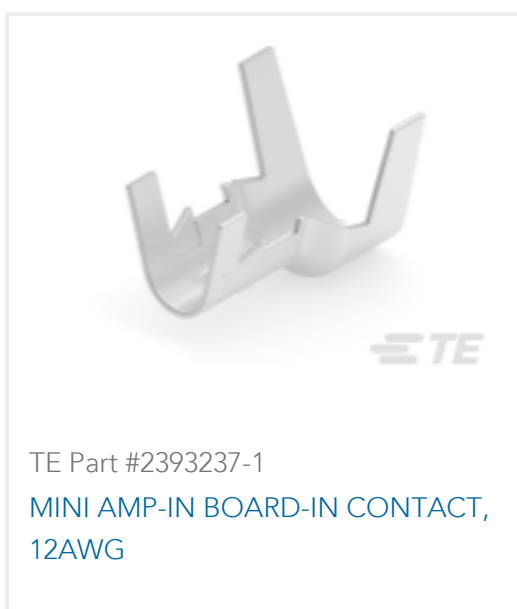 TE
TE Part #2393237-1
MINI AMP-IN BOARD-IN CONTACT,
12AWG